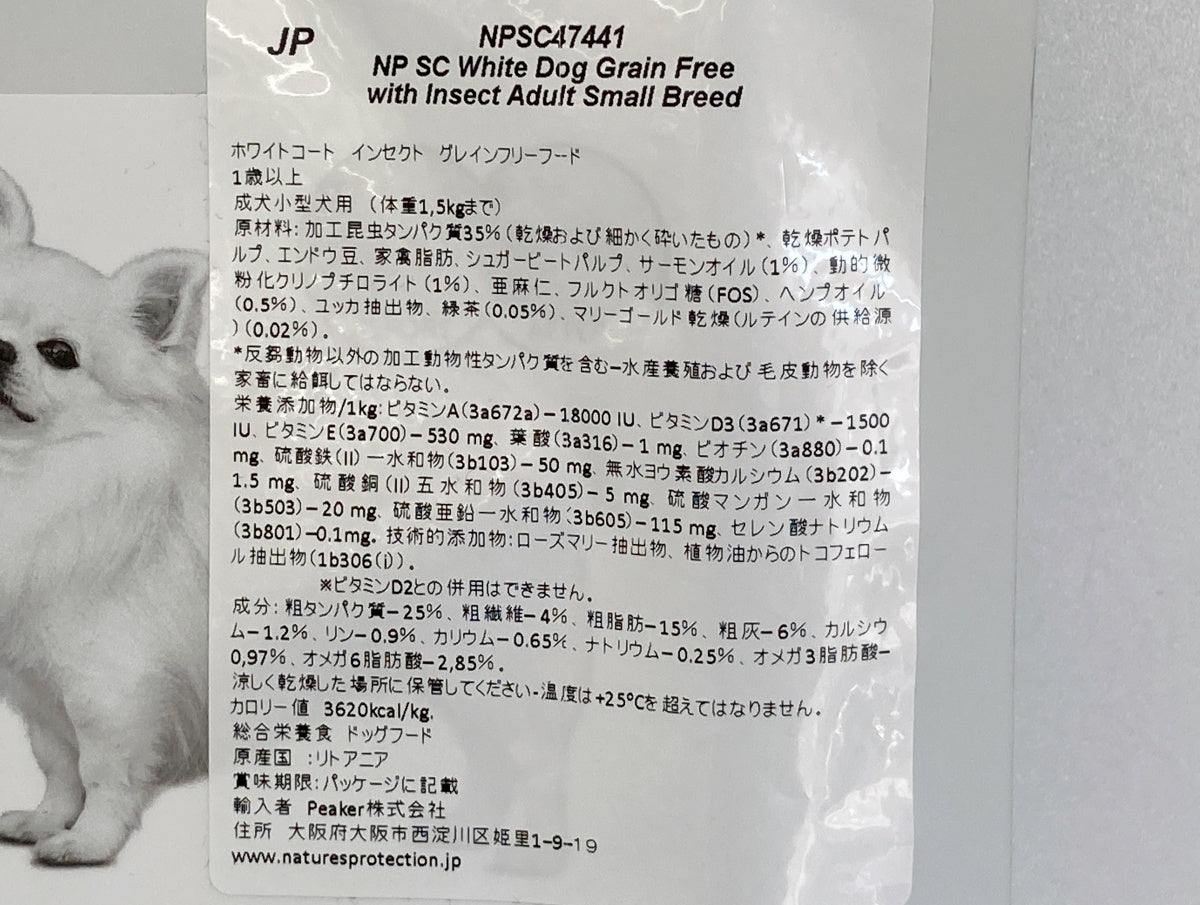 JP
NPSC47441
NP SC White Dog Grain Free
with Insect Adult Small Breed
ホワイトコート インセクト グレインフリーフード
1歳以上
成犬小型犬用 （体重1,5kgまで）
原材料: 加工昆虫タンパク質35%（乾燥および細かく砕いたもの）*、乾燥ポテトパ
ルプ、エンドウ豆、家禽脂肪、シュガービートパルプ、サーモンオイル（1%）、動的微
粉化クリノプチロライト（1%）、亜麻仁、フルクトオリゴ糖（FOS）、ヘンプオイル
（0.5%）、ユッカ抽出物、緑茶（0.05%）、マリーゴールド乾燥（ルテインの供給源
）（0.02%）。
*反芻動物以外の加工動物性タンパク質を含む–水産養殖および毛皮動物を除く
家畜に給餌してはならない。
栄養添加物/1kg: ビタミンA（3a672a）– 18000 IU、ビタミンD3（3a671）* – 1500
IU、ビタミンE（3a700）– 530 mg、葉酸（3a316）– 1 mg、ビオチン（3a880）– 0.1
mg、硫酸鉄（II）一水和物（3b103）– 50 mg、無水ヨウ素酸カルシウム（3b202）–
1.5 mg、硫酸銅（II）五水和物（3b405）– 5 mg、硫酸マンガン一水和物
（3b503）– 20 mg、硫酸亜鉛一水和物（3b605）– 115 mg、セレン酸ナトリウム
（3b801）–0.1mg。技術的添加物: ローズマリー抽出物、植物油からのトコフェロー
ル抽出物（1b306（i））。
※ビタミンD2との併用はできません。
成分: 粗タンパク質– 25%、粗繊維– 4%、粗脂肪– 15%、粗灰– 6%、カルシウ
ム– 1.2%、リン– 0.9%、カリウム– 0.65%、ナトリウム– 0.25%、オメガ3脂肪酸–
0,97%、オメガ6脂肪酸– 2,85%。
涼しく乾燥した場所に保管してください-温度は+25°Cを超えてはなりません。
カロリー値 3620kcal/kg.
総合栄養食 ドッグフード
原産国 :リトアニア
賞味期限: パッケージに記載
輸入者 Peaker株式会社
住所 大阪府大阪市西淀川区姫里1-9-19
www.naturesprotection.jp